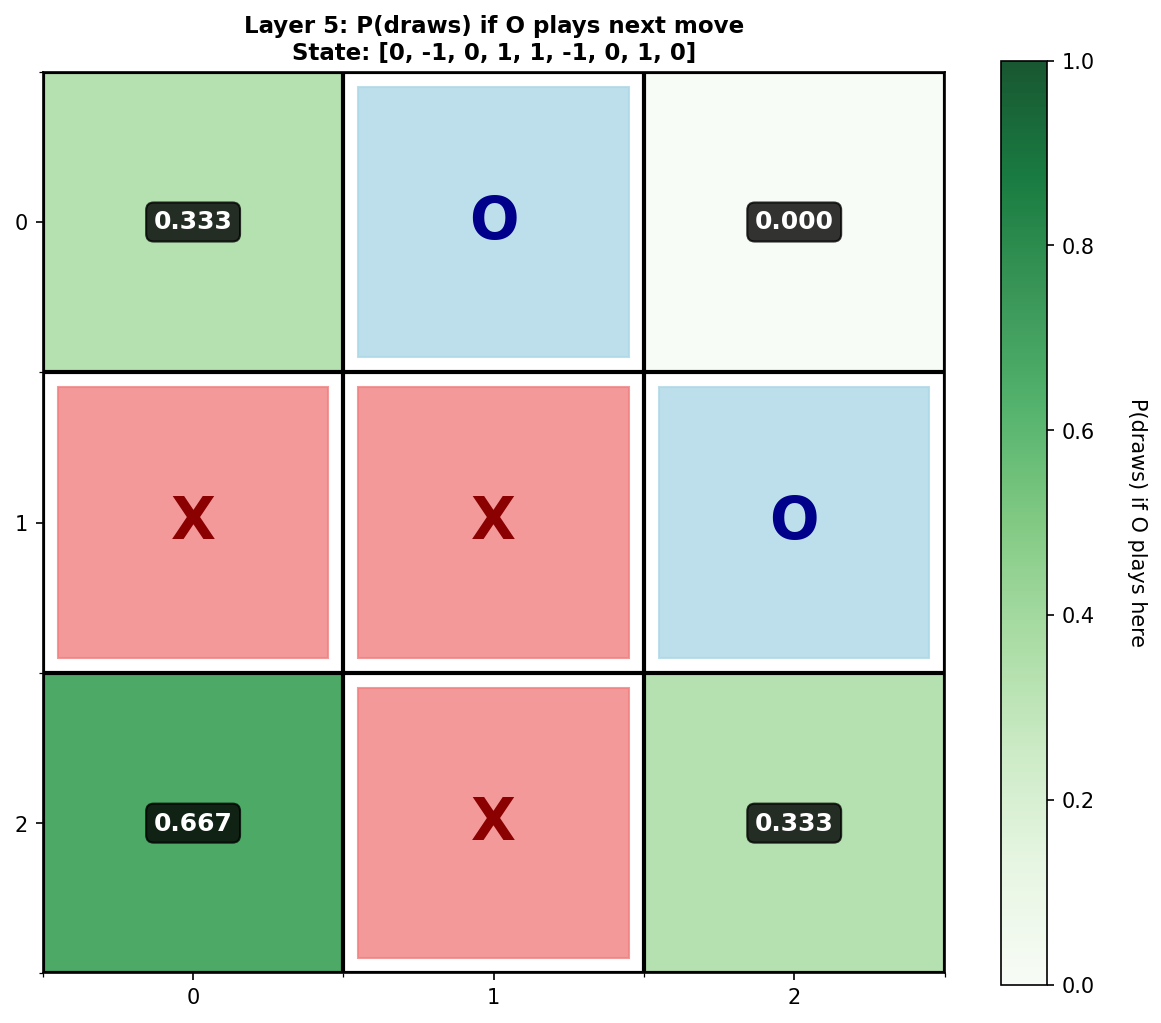 Layer 5: P(draws) if O plays next move
State: [0, -1, 0, 1, 1, -1, 0, 1, 0]
0.333
O
0.000
X
X
O
0.667
X
0.333
0
1
2
0
1
2
1.0
0.8
0.6
0.4
0.2
0.0
P(draws) if O plays here